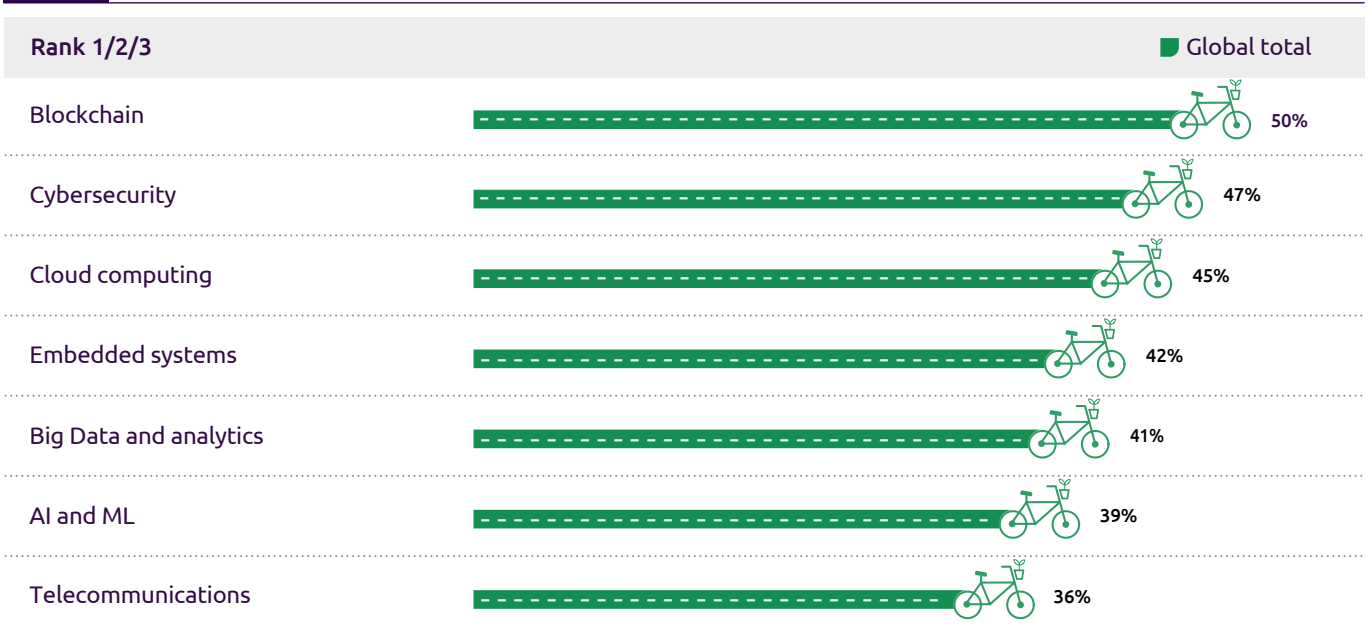 Rank 1/2/3
Global total
Blockchain
50%
Cybersecurity
47%
Cloud computing
45%
Embedded systems
42%
Big Data and analytics
41%
AI and ML
39%
Telecommunications
36%